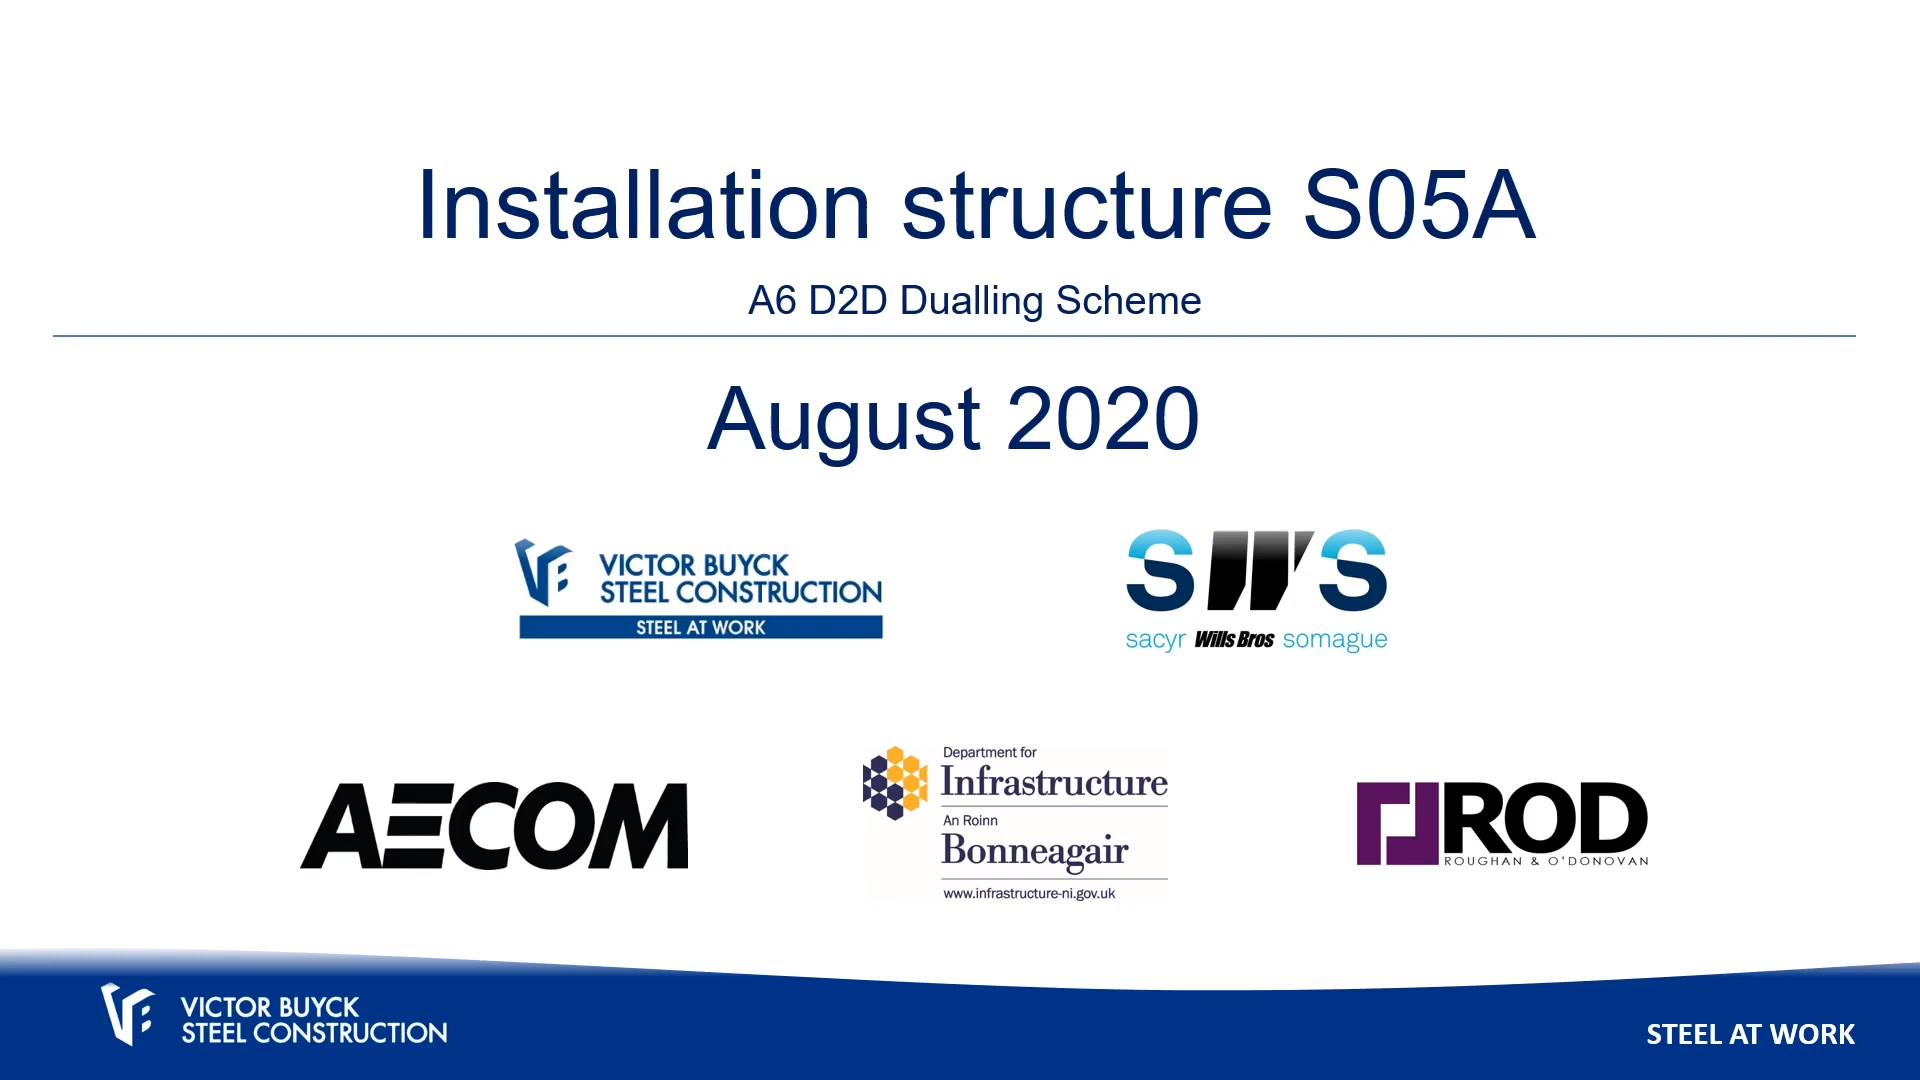 Installation structure S05A
A6 D2D Dualling Scheme
August 2020
VICTOR BUYCK
STEEL CONSTRUCTION
STEEL AT WORK
SWS
sacyr Wills Bros somague
AECOM
Department for
Infrastructure
An Roinn
Bonneagair
www.infrastructure-ni.gov.uk
ROD
ROUGHAN & O'DONOVAN
VICTOR BUYCK
STEEL CONSTRUCTION
STEEL AT WORK